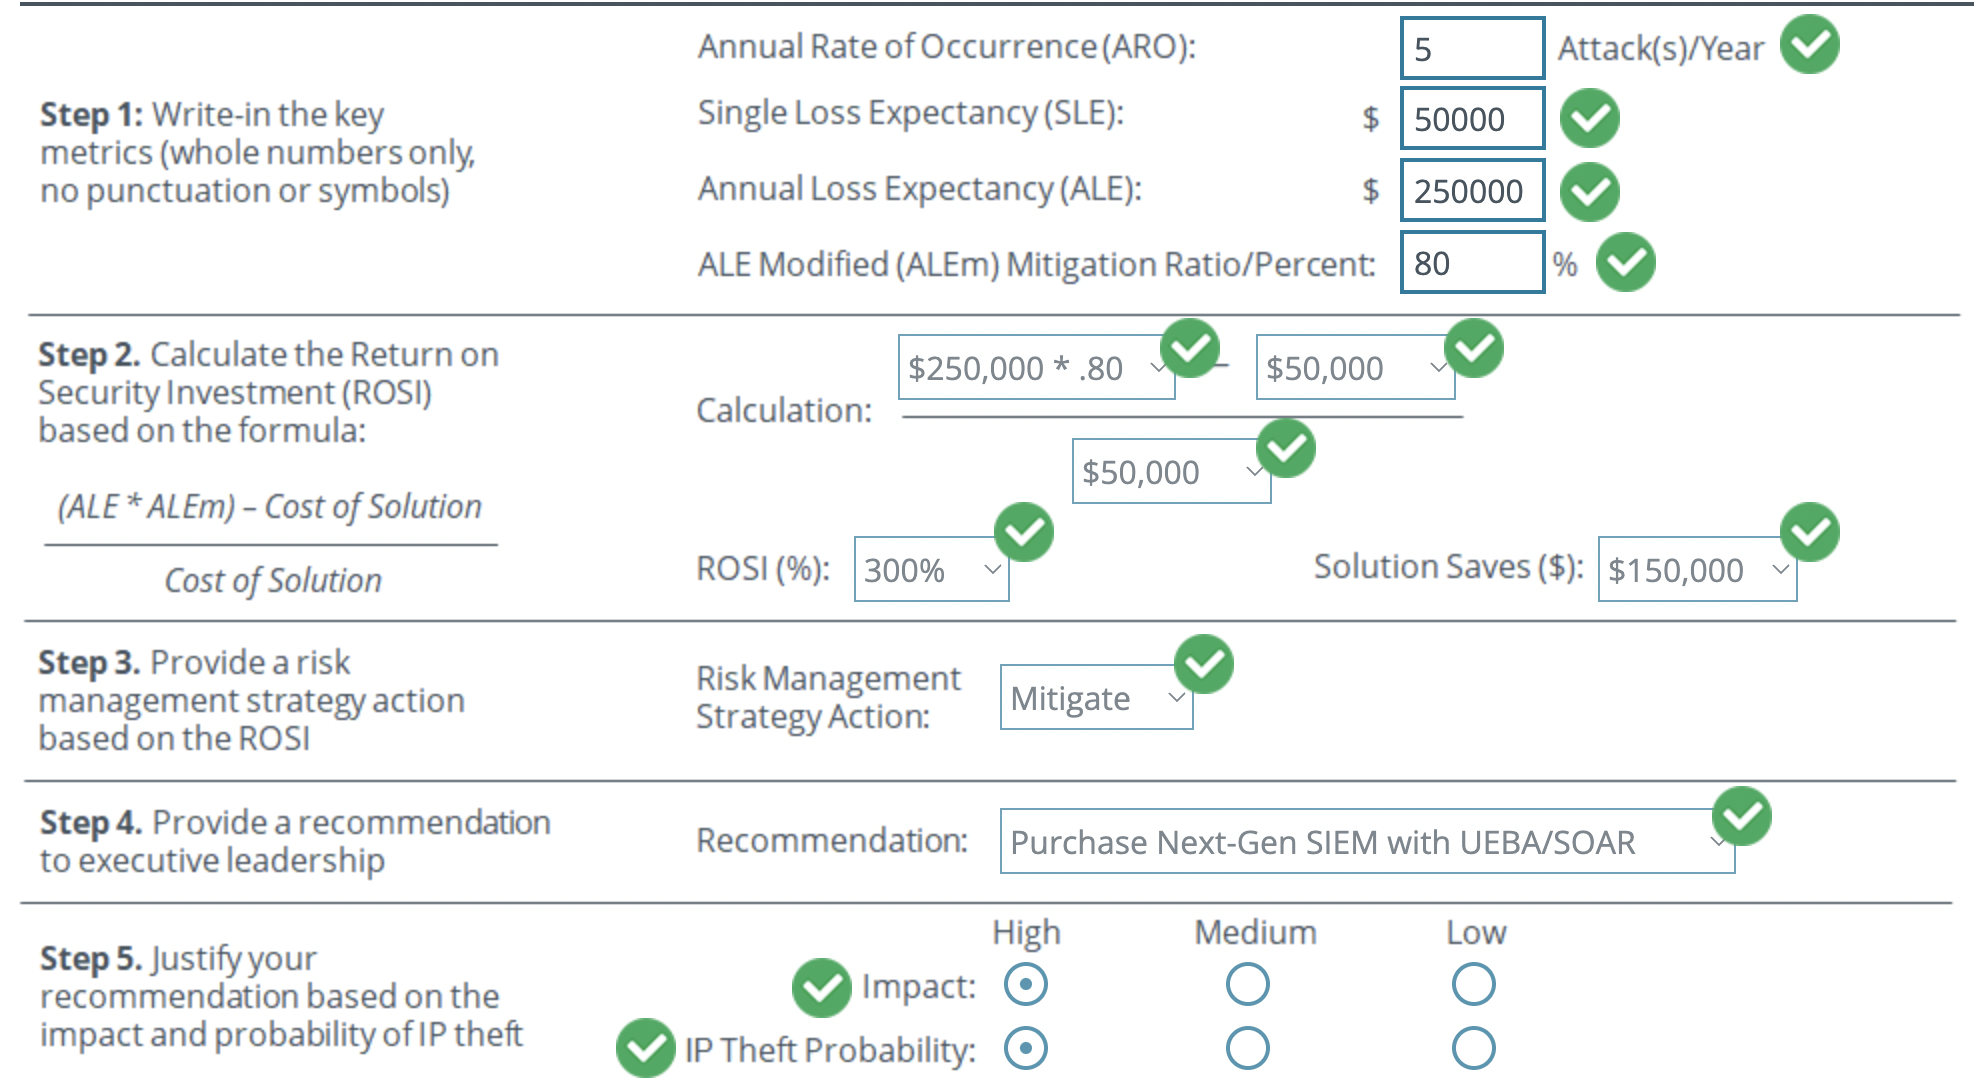 Annual Rate of Occurrence (ARO): 5 Attack(s)/Year
Step 1: Write-in the key
metrics (whole numbers only,
no punctuation or symbols)
Single Loss Expectancy (SLE): $ 50000
Annual Loss Expectancy (ALE): $ 250000
ALE Modified (ALEm) Mitigation Ratio/Percent: 80 %
Step 2. Calculate the Return on
Security Investment (ROSI)
based on the formula:
(ALE * ALEm) – Cost of Solution
Cost of Solution
Calculation: $250,000 * .80 – $50,000
$50,000
ROSI (%): 300% Solution Saves ($): $150,000
Step 3. Provide a risk
management strategy action
based on the ROSI
Risk Management
Strategy Action: Mitigate
Step 4. Provide a recommendation
to executive leadership
Recommendation: Purchase Next-Gen SIEM with UEBA/SOAR
Step 5. Justify your
recommendation based on the
impact and probability of IP theft
High Medium Low
Impact:
IP Theft Probability: